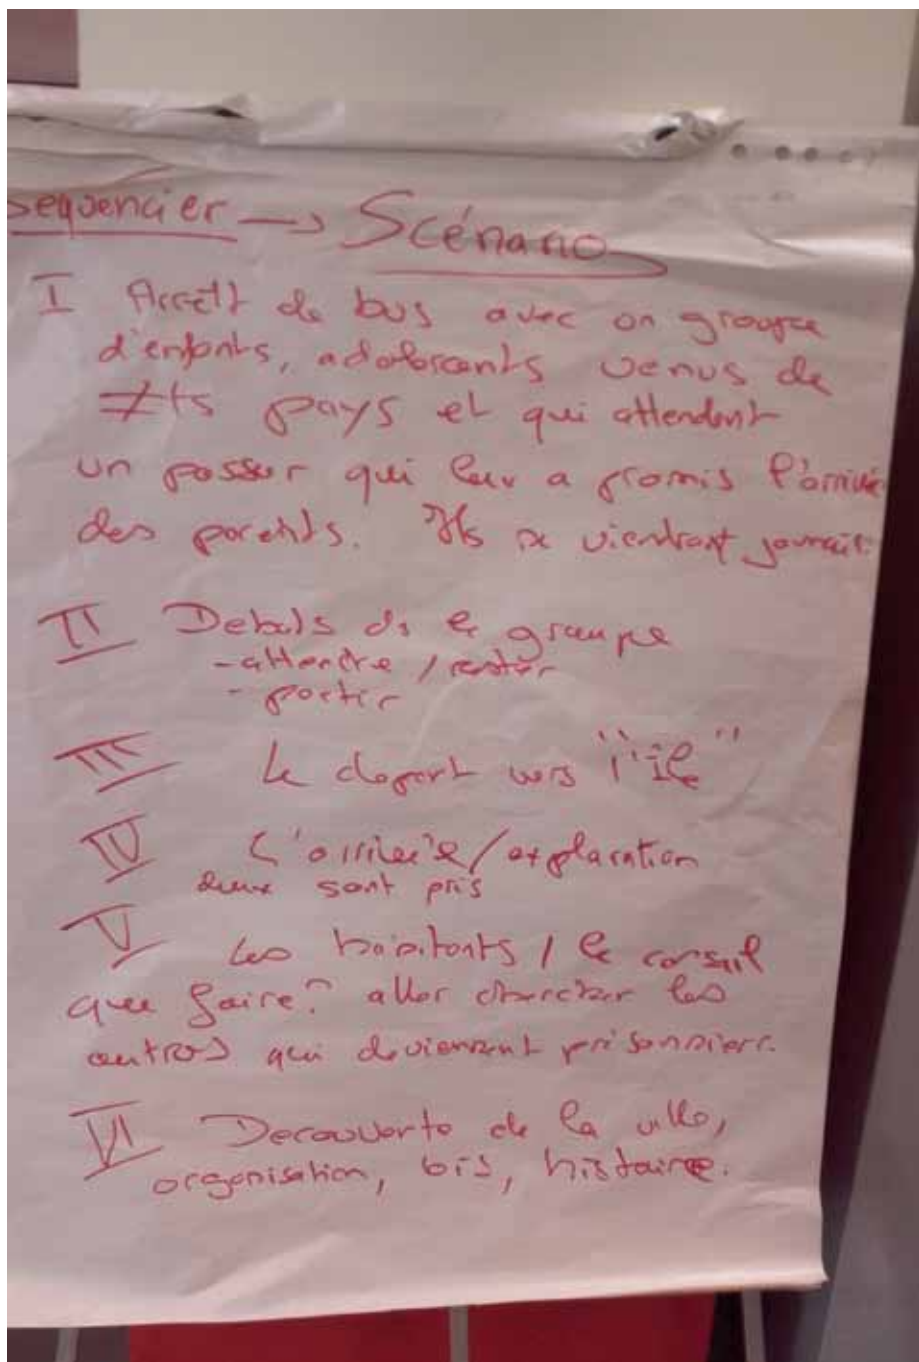 Sequencier → Scénario
I Arrêt de bus avec un groupe
d'enfants, adolescents venus de
≠ts pays et qui attendent
un passeur qui leur a promis l'arrivée
des parents. Ils ne viendront jamais.
II Debats ds le groupe
- attendre / rester
- partir
III Le depart vers "l'île"
IV L'arrivée / exploration
deux sont pris
V Les habitants / le conseil
que faire? aller chercher les
autres qui deviennent prisonniers.
VI Decouverte de la ville,
organisation, lois, histoire.